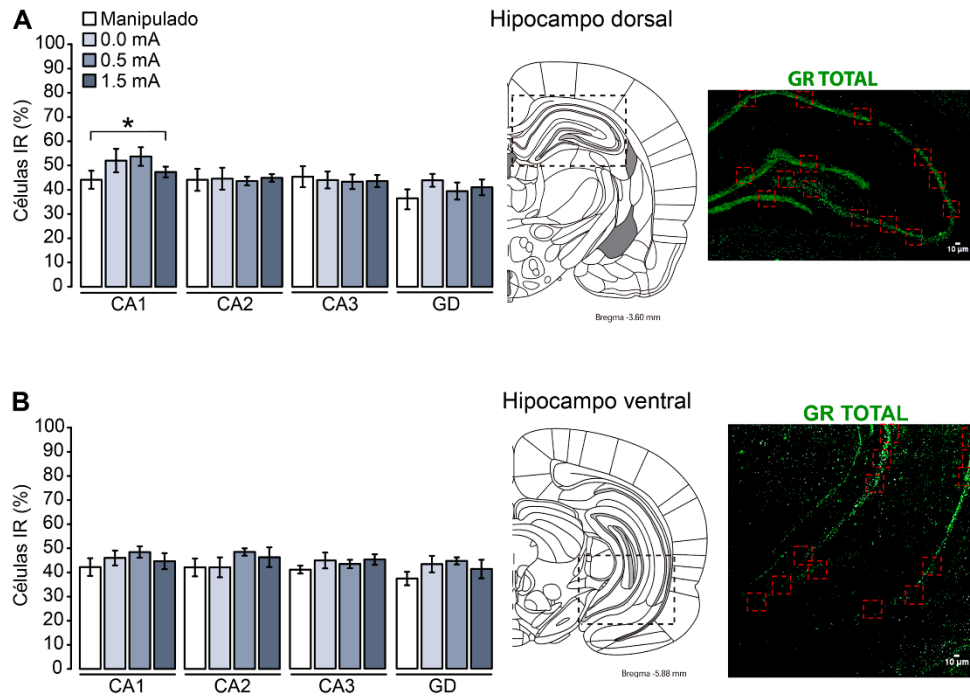 A
Manipulado
0.0 mA
0.5 mA
1.5 mA
Células IR (%)
100
90
80
70
60
50
40
30
20
10
0
*
CA1 CA2 CA3 GD
Hipocampo dorsal
Bregma -3.60 mm
GR TOTAL
10 µm
B
Células IR (%)
100
90
80
70
60
50
40
30
20
10
0
CA1 CA2 CA3 GD
Hipocampo ventral
Bregma -5.88 mm
GR TOTAL
10 µm